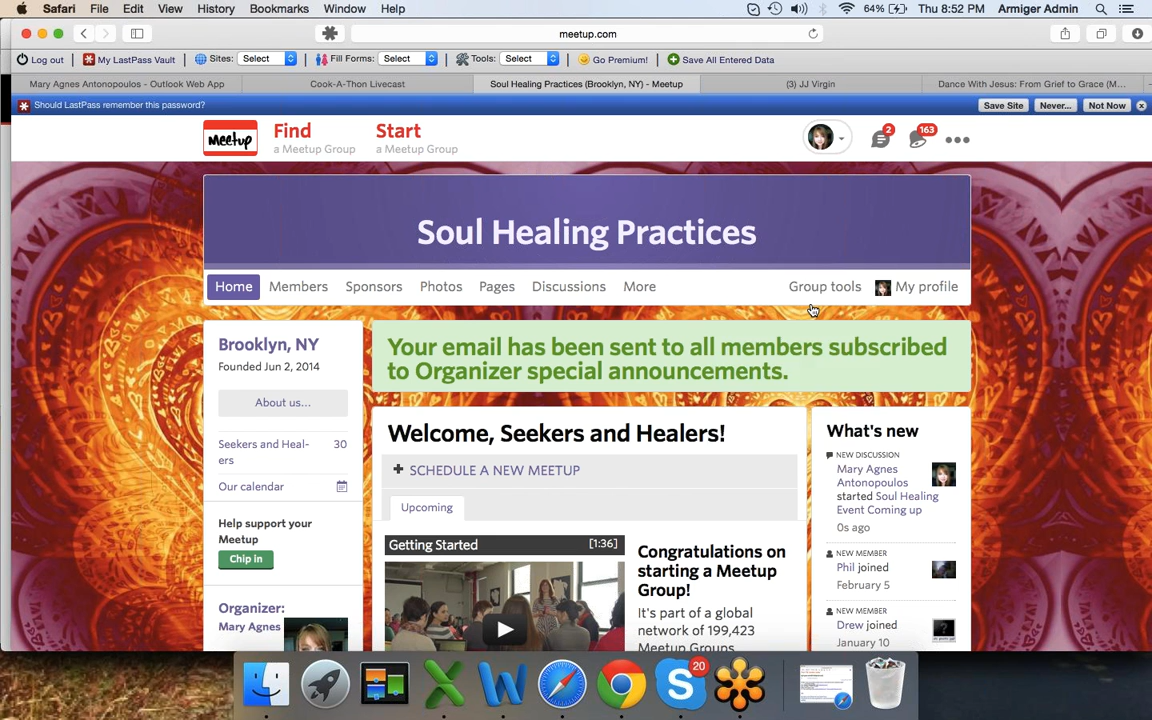 Safari File Edit View History Bookmarks Window Help 64% Thu 8:52 PM Armiger Admin
meetup.com
Log out My LastPass Vault Sites: Select Fill Forms: Select Tools: Select Go Premium! Save All Entered Data
Mary Agnes Antonopoulos - Outlook Web App Cook-A-Thon Livecast Soul Healing Practices (Brooklyn, NY) - Meetup (3) JJ Virgin Dance With Jesus: From Grief to Grace (M...
Should LastPass remember this password? Save Site Never... Not Now
Meetup Find Start 2 163
a Meetup Group a Meetup Group
Soul Healing Practices
Home Members Sponsors Photos Pages Discussions More Group tools My profile
Brooklyn, NY
Founded Jun 2, 2014
About us...
Seekers and Heal- 30
ers
Our calendar
Help support your
Meetup
Chip in
Organizer:
Mary Agnes
Your email has been sent to all members subscribed
to Organizer special announcements.
Welcome, Seekers and Healers!
SCHEDULE A NEW MEETUP
Upcoming
Getting Started [1:36]
Congratulations on
starting a Meetup
Group!
It's part of a global
network of 199,423
Meetup Groups
What's new
NEW DISCUSSION
Mary Agnes
Antonopoulos
started Soul Healing
Event Coming up
0s ago
NEW MEMBER
Phil joined
February 5
NEW MEMBER
Drew joined
January 10
20